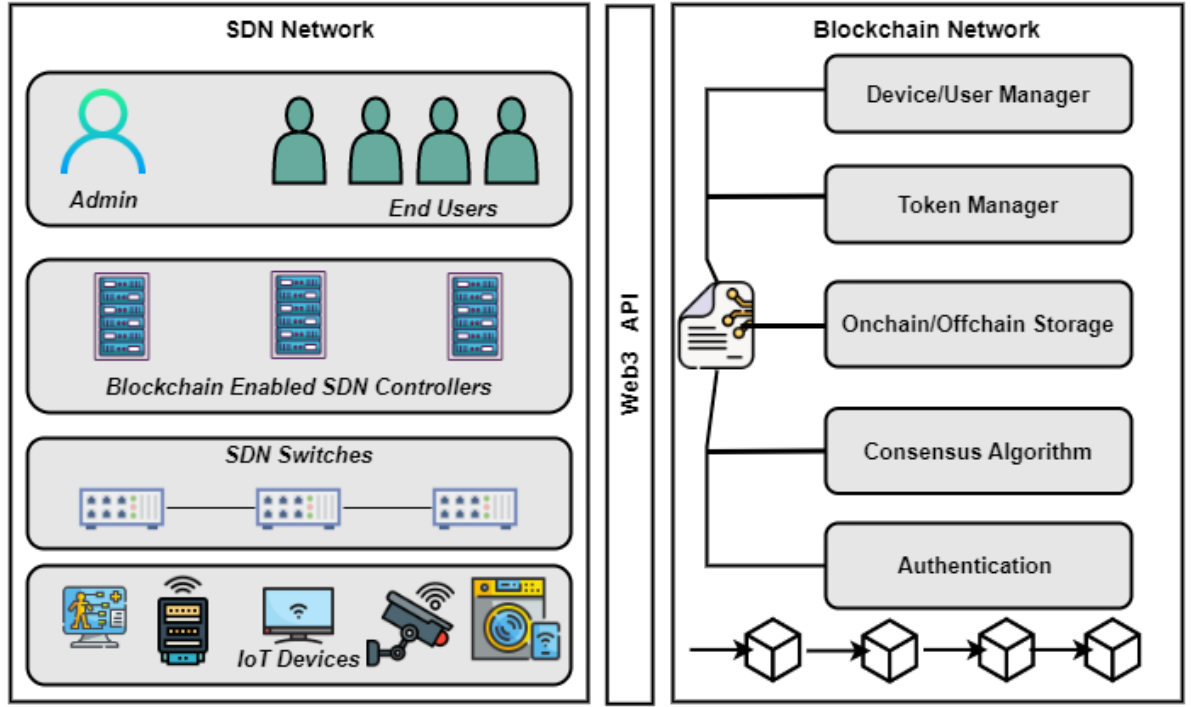 SDN Network
Admin
End Users
Blockchain Enabled SDN Controllers
SDN Switches
IoT Devices
Web3 API
Blockchain Network
Device/User Manager
Token Manager
Onchain/Offchain Storage
Consensus Algorithm
Authentication